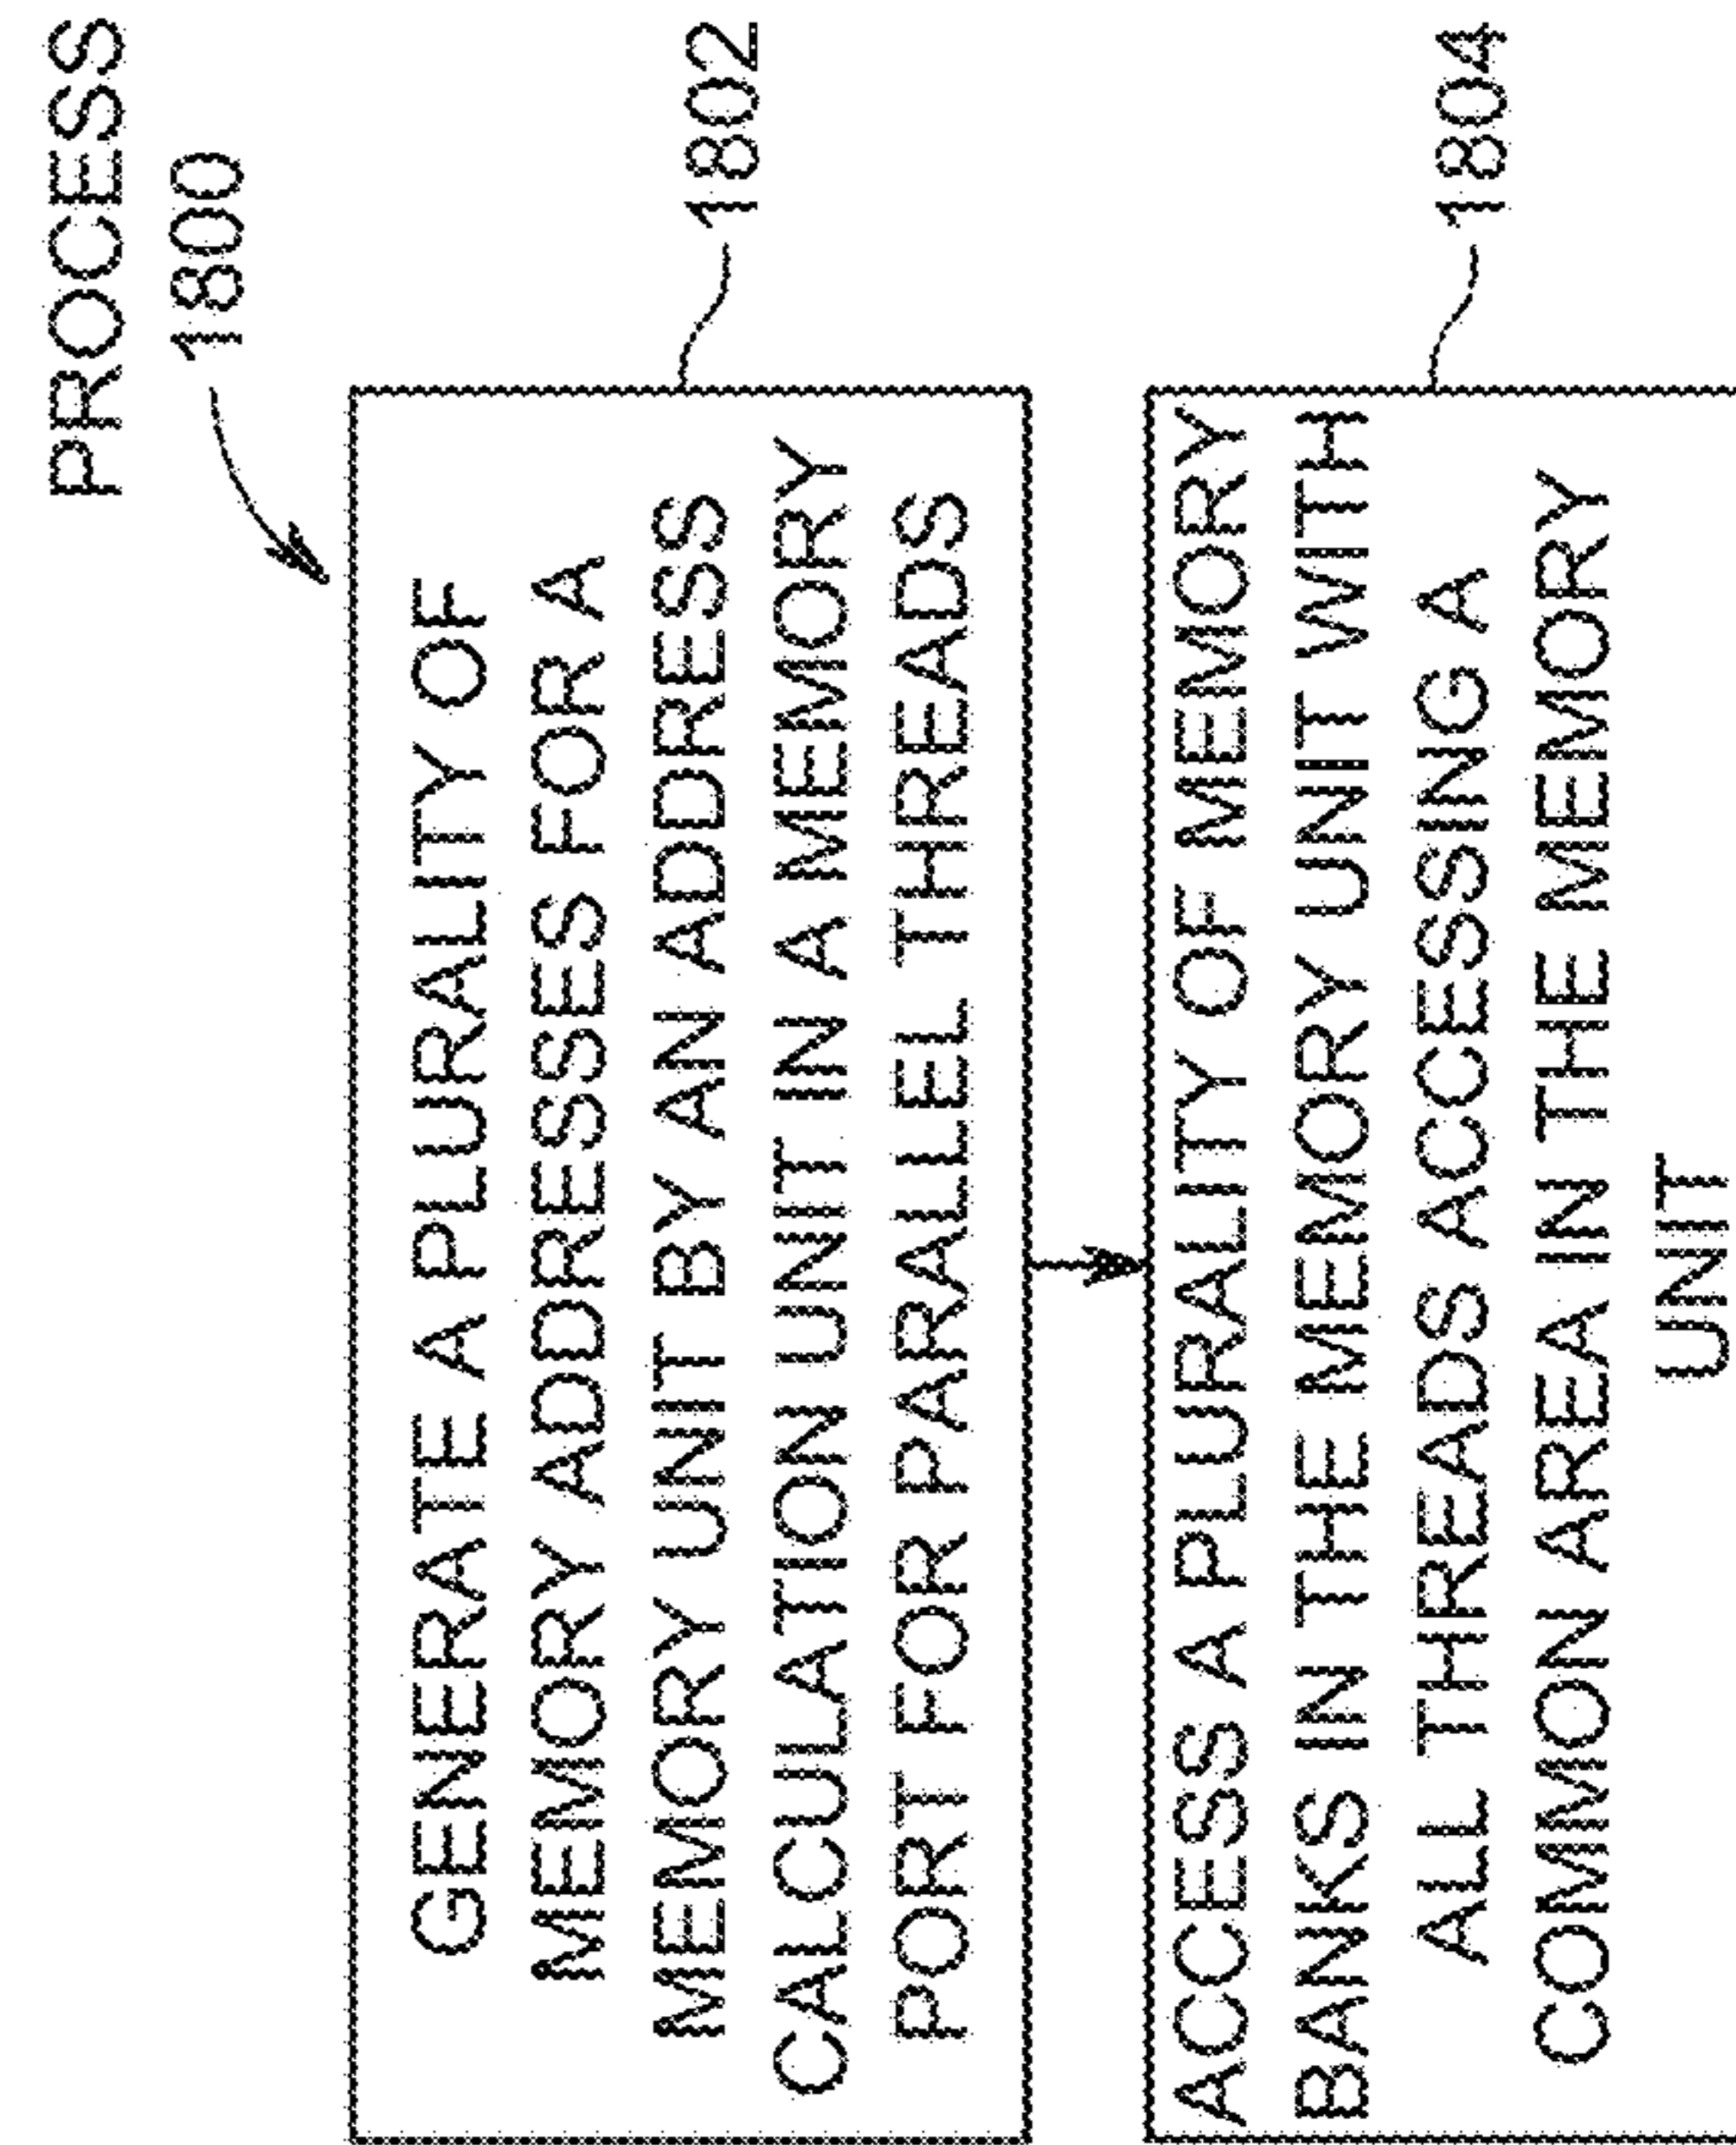 PROCESS
1800
GENERATE A PLURALITY OF
MEMORY ADDRESSES FOR A
MEMORY UNIT BY AN ADDRESS
CALCULATION UNIT IN A MEMORY
PORT FOR PARALLEL THREADS
1802
ACCESS A PLURALITY OF MEMORY
BANKS IN THE MEMORY UNIT WITH
ALL THREADS ACCESSING A
COMMON AREA IN THE MEMORY
UNIT
1804